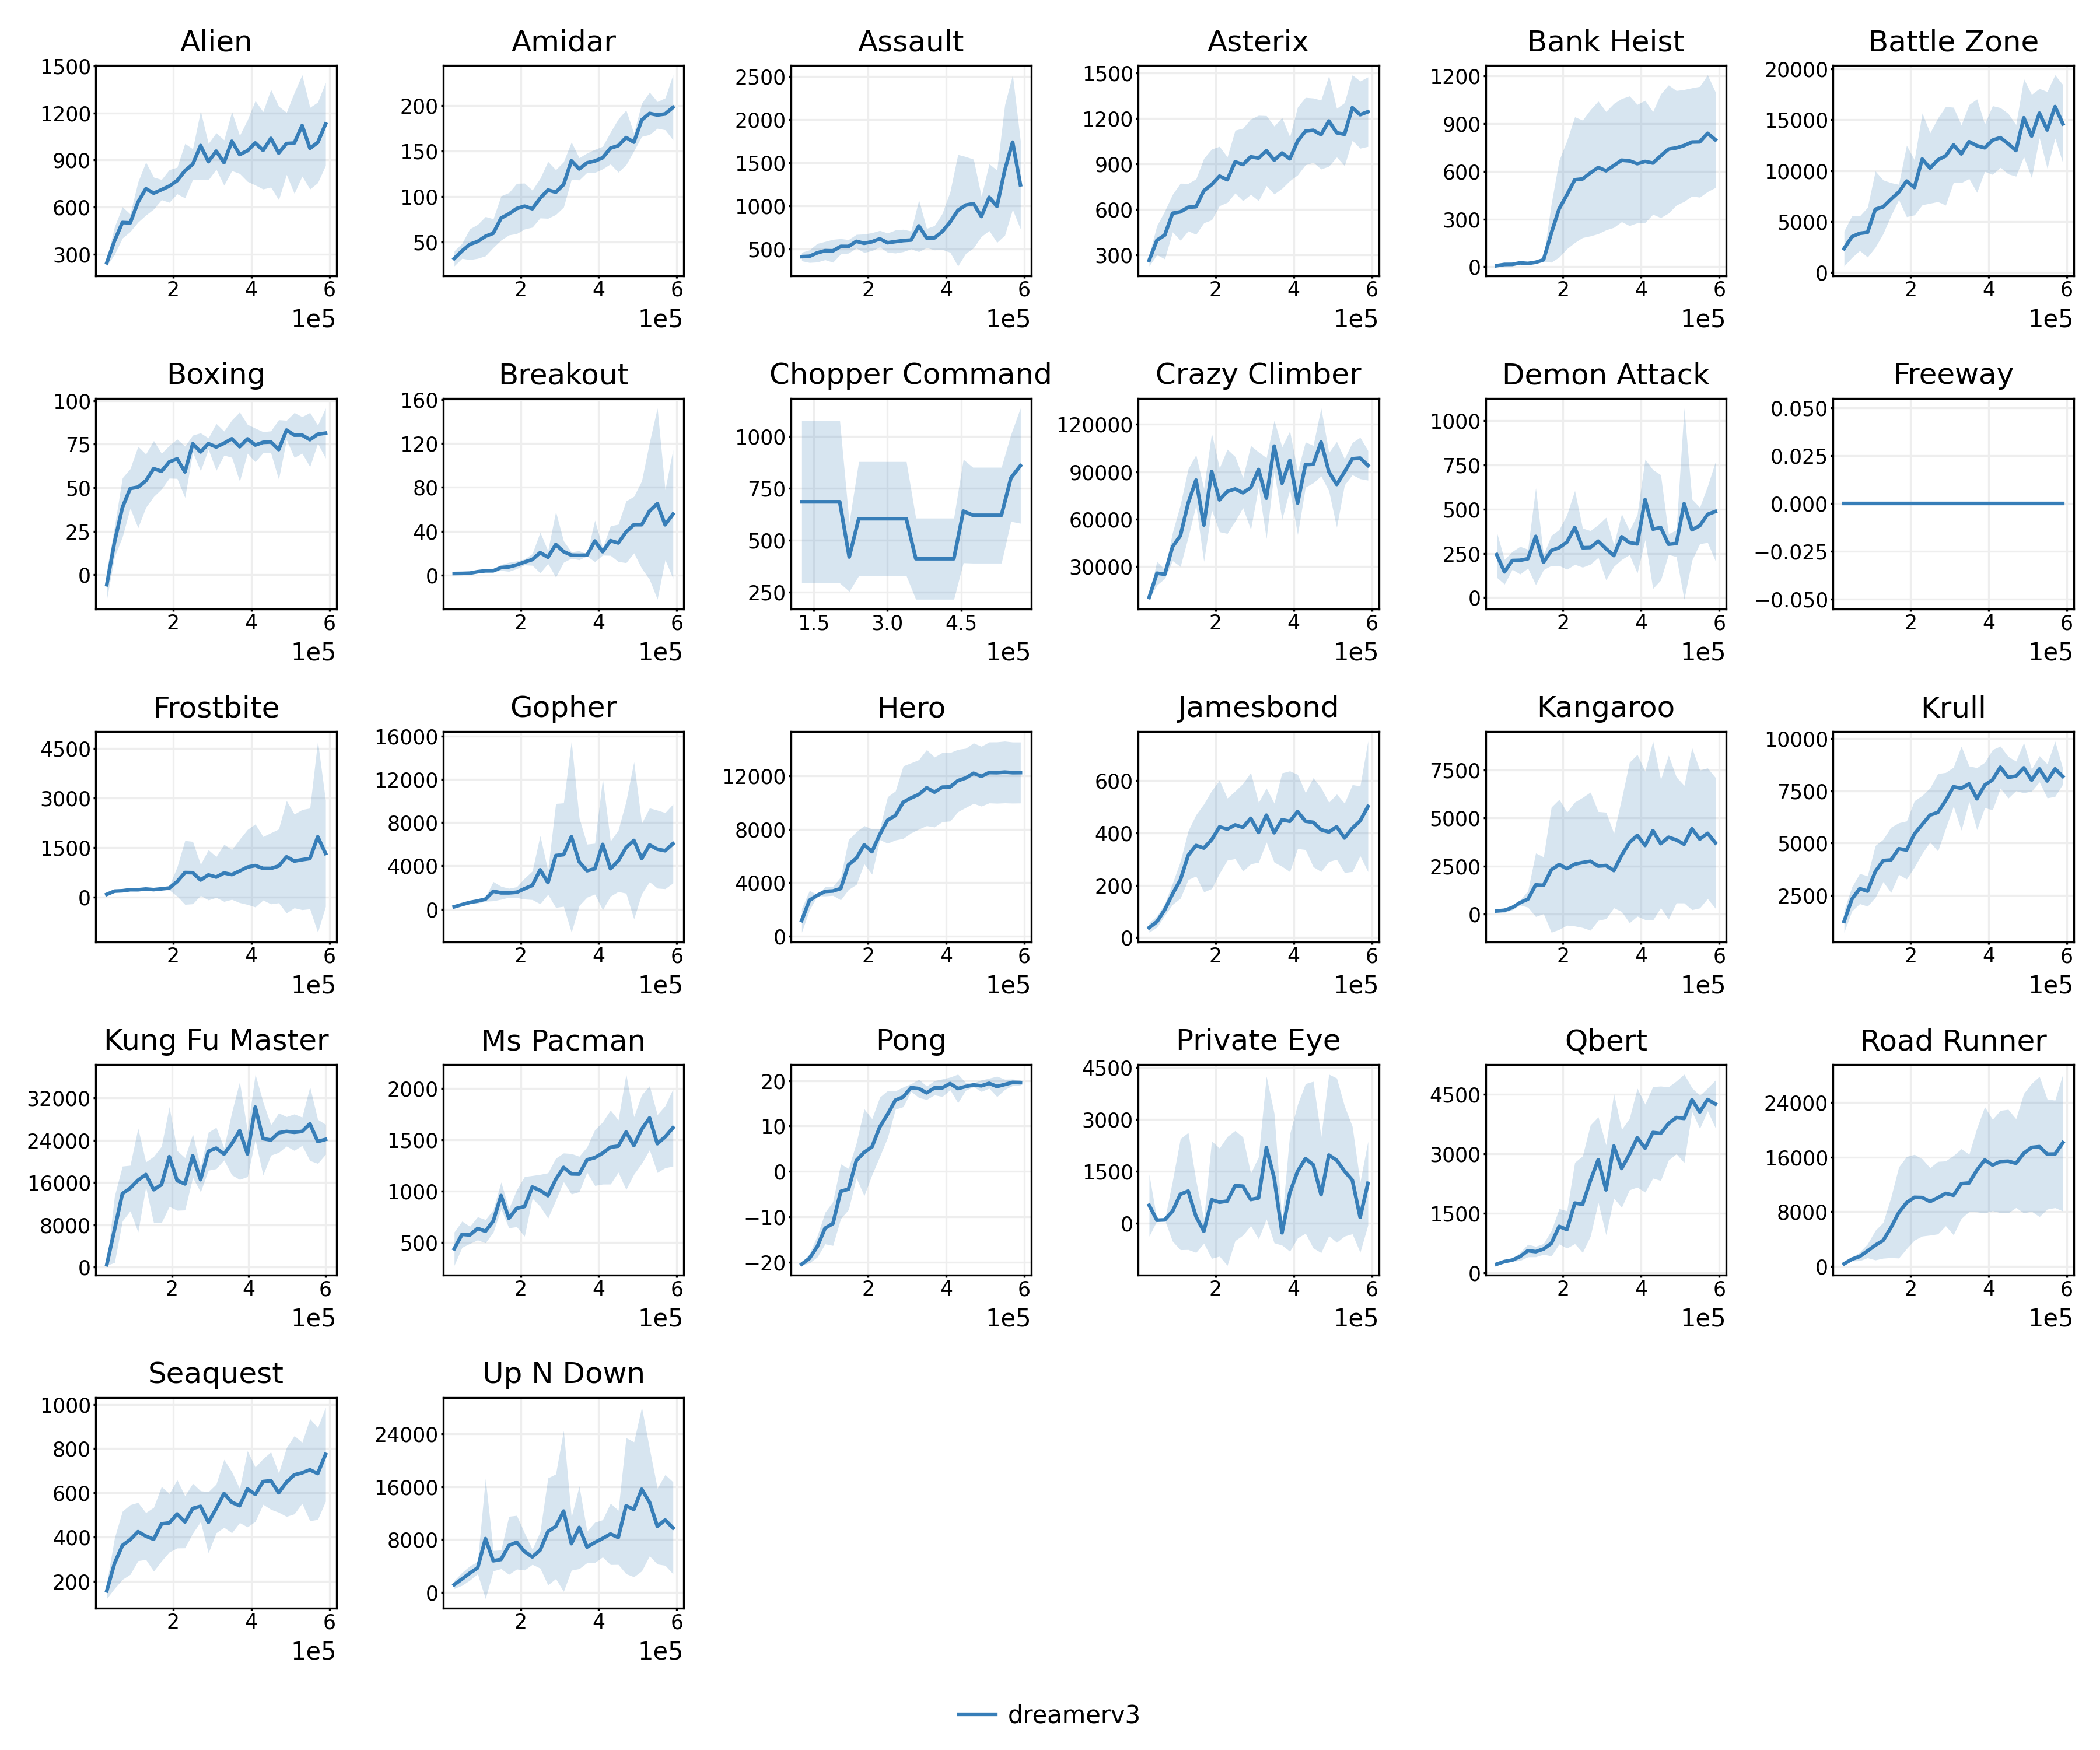 Alien
1500
1200
900
600
300
2 4 6
1e5
Amidar
200
150
100
50
2 4 6
1e5
Assault
2500
2000
1500
1000
500
2 4 6
1e5
Asterix
1500
1200
900
600
300
2 4 6
1e5
Bank Heist
1200
900
600
300
0
2 4 6
1e5
Battle Zone
20000
15000
10000
5000
0
2 4 6
1e5
Boxing
100
75
50
25
0
2 4 6
1e5
Breakout
160
120
80
40
0
2 4 6
1e5
Chopper Command
1000
750
500
250
1.5 3.0 4.5
1e5
Crazy Climber
120000
90000
60000
30000
2 4 6
1e5
Demon Attack
1000
750
500
250
0
2 4 6
1e5
Freeway
0.050
0.025
0.000
−0.025
−0.050
2 4 6
1e5
Frostbite
4500
3000
1500
0
2 4 6
1e5
Gopher
16000
12000
8000
4000
0
2 4 6
1e5
Hero
12000
8000
4000
0
2 4 6
1e5
Jamesbond
600
400
200
0
2 4 6
1e5
Kangaroo
7500
5000
2500
0
2 4 6
1e5
Krull
10000
7500
5000
2500
2 4 6
1e5
Kung Fu Master
32000
24000
16000
8000
0
2 4 6
1e5
Ms Pacman
2000
1500
1000
500
2 4 6
1e5
Pong
20
10
0
−10
−20
2 4 6
1e5
Private Eye
4500
3000
1500
0
2 4 6
1e5
Qbert
4500
3000
1500
0
2 4 6
1e5
Road Runner
24000
16000
8000
0
2 4 6
1e5
Seaquest
1000
800
600
400
200
2 4 6
1e5
Up N Down
24000
16000
8000
0
2 4 6
1e5
dreamerv3